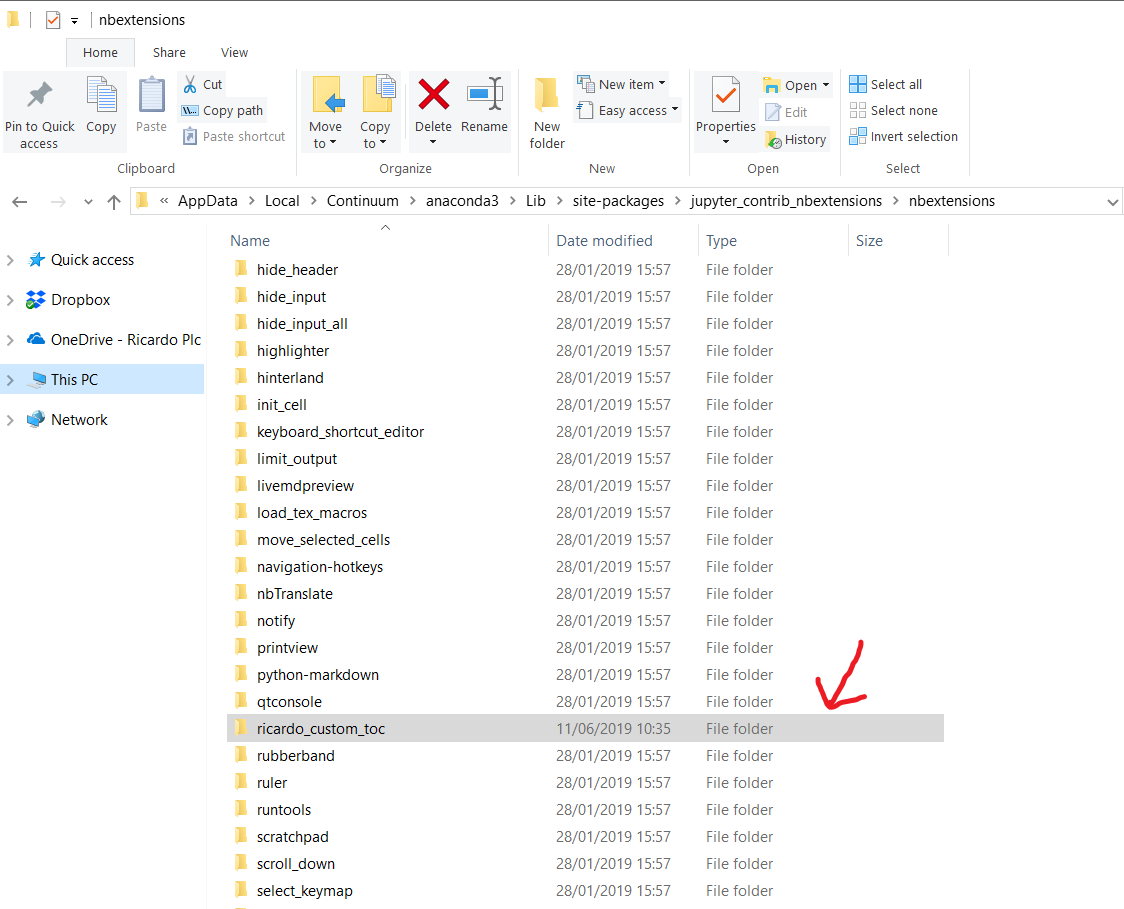 nbextensions
Home Share View
Pin to Quick access
Copy
Paste
Cut
Copy path
Paste shortcut
Clipboard
Move to
Copy to
Delete
Rename
Organize
New folder
New item
Easy access
New
Properties
Open
Edit
History
Open
Select all
Select none
Invert selection
Select
« AppData > Local > Continuum > anaconda3 > Lib > site-packages > jupyter_contrib_nbextensions > nbextensions
Quick access
Dropbox
OneDrive - Ricardo Plc
This PC
Network
Name Date modified Type Size
hide_header 28/01/2019 15:57 File folder
hide_input 28/01/2019 15:57 File folder
hide_input_all 28/01/2019 15:57 File folder
highlighter 28/01/2019 15:57 File folder
hinterland 28/01/2019 15:57 File folder
init_cell 28/01/2019 15:57 File folder
keyboard_shortcut_editor 28/01/2019 15:57 File folder
limit_output 28/01/2019 15:57 File folder
livemdpreview 28/01/2019 15:57 File folder
load_tex_macros 28/01/2019 15:57 File folder
move_selected_cells 28/01/2019 15:57 File folder
navigation-hotkeys 28/01/2019 15:57 File folder
nbTranslate 28/01/2019 15:57 File folder
notify 28/01/2019 15:57 File folder
printview 28/01/2019 15:57 File folder
python-markdown 28/01/2019 15:57 File folder
qtconsole 28/01/2019 15:57 File folder
ricardo_custom_toc 11/06/2019 10:35 File folder
rubberband 28/01/2019 15:57 File folder
ruler 28/01/2019 15:57 File folder
runtools 28/01/2019 15:57 File folder
scratchpad 28/01/2019 15:57 File folder
scroll_down 28/01/2019 15:57 File folder
select_keymap 28/01/2019 15:57 File folder